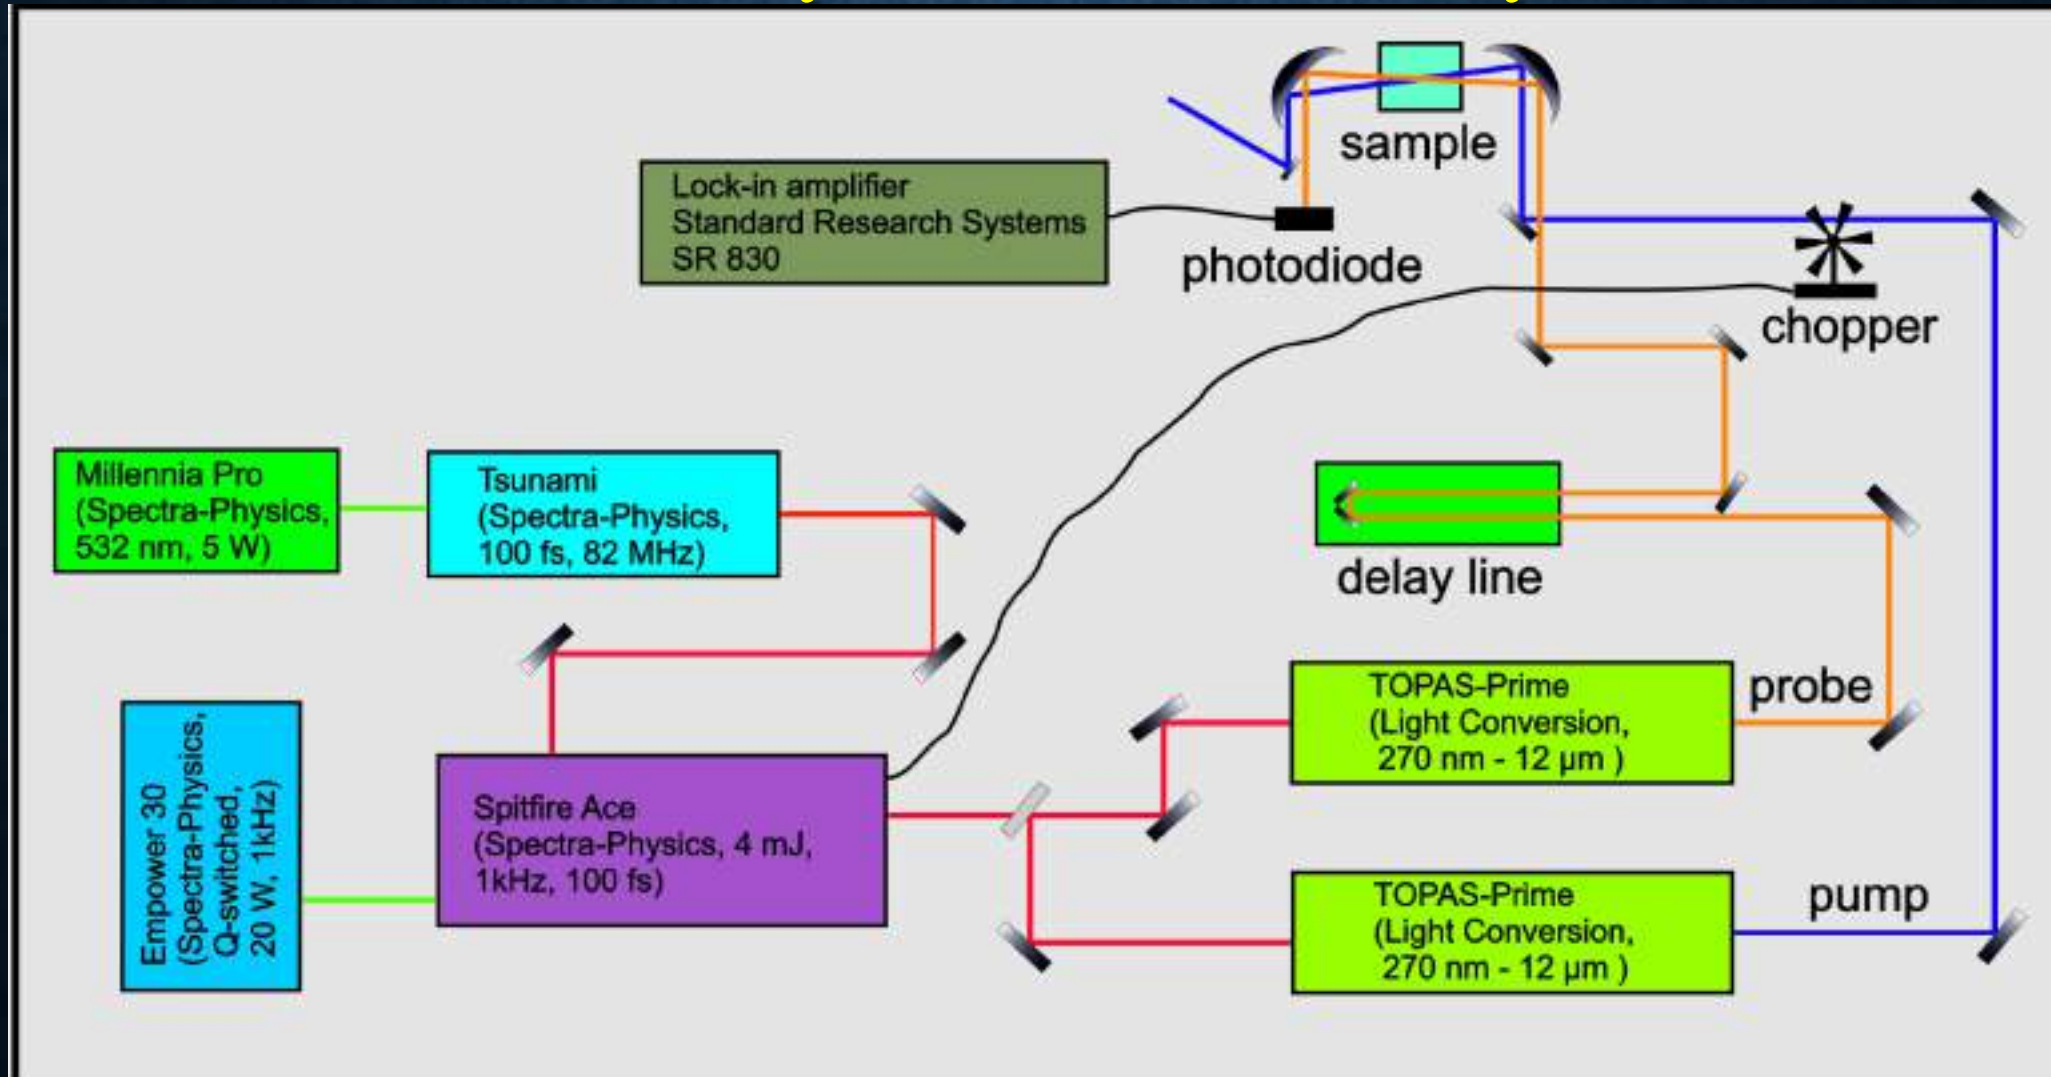 sample
Lock-in amplifier
Standard Research Systems
SR 830
photodiode
chopper
Millennia Pro
(Spectra-Physics,
532 nm, 5 W)
Tsunami
(Spectra-Physics,
100 fs, 82 MHz)
delay line
Empower 30
(Spectra-Physics,
Q-switched,
20 W, 1kHz)
Spitfire Ace
(Spectra-Physics, 4 mJ,
1kHz, 100 fs)
TOPAS-Prime
(Light Conversion,
270 nm - 12 µm )
probe
TOPAS-Prime
(Light Conversion,
270 nm - 12 µm )
pump